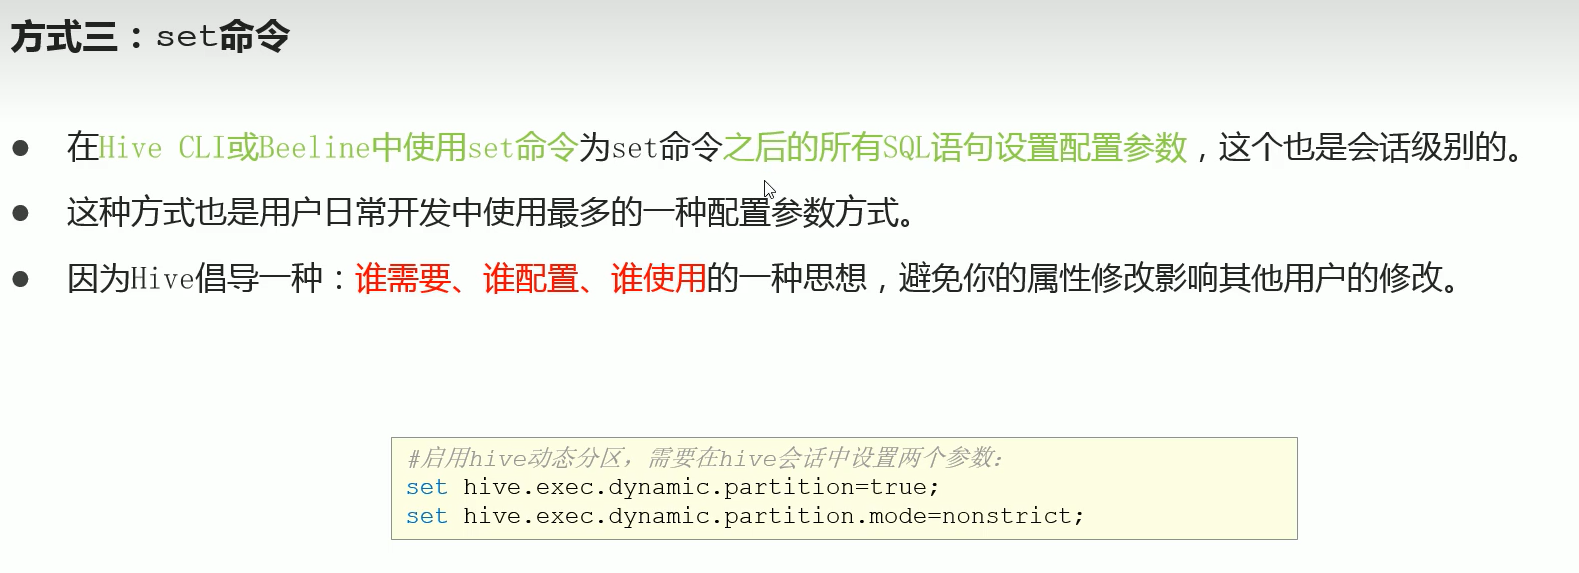 方式三：set命令
● 在Hive CLI或Beeline中使用set命令为set命令之后的所有SQL语句设置配置参数，这个也是会话级别的。
● 这种方式也是用户日常开发中使用最多的一种配置参数方式。
● 因为Hive倡导一种：谁需要、谁配置、谁使用的一种思想，避免你的属性修改影响其他用户的修改。
#启用hive动态分区，需要在hive会话中设置两个参数：
set hive.exec.dynamic.partition=true;
set hive.exec.dynamic.partition.mode=nonstrict;